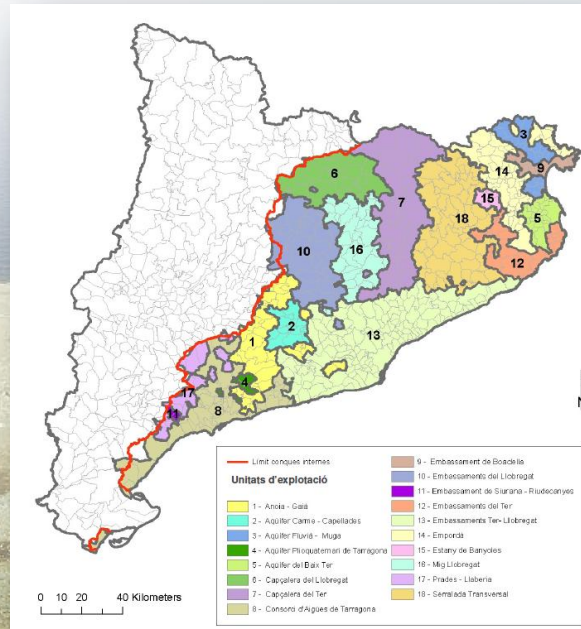 3
9
14
15
5
6
7
18
10
16
12
2
13
1
4
17
11
8
N
0 10 20 40 Kilometers
Límit conques internes
Unitats d'explotació
1 - Anoia - Gaià
2 - Aqüífer Carme - Capellades
3 - Aqüífer Fluvià - Muga
4 - Aqüífer Plioquaternari de Tarragona
5 - Aqüífer del Baix Ter
6 - Capçalera del Llobregat
7 - Capçalera del Ter
8 - Consorci d'Aigües de Tarragona
9 - Embassament de Boadella
10 - Embassaments del Llobregat
11 - Embassament de Siurana - Riudecanyes
12 - Embassaments del Ter
13 - Embassaments Ter- Llobregat
14 - Empordà
15 - Estany de Banyoles
16 - Mig Llobregat
17 - Prades - Llaberia
18 - Serralada Transversal